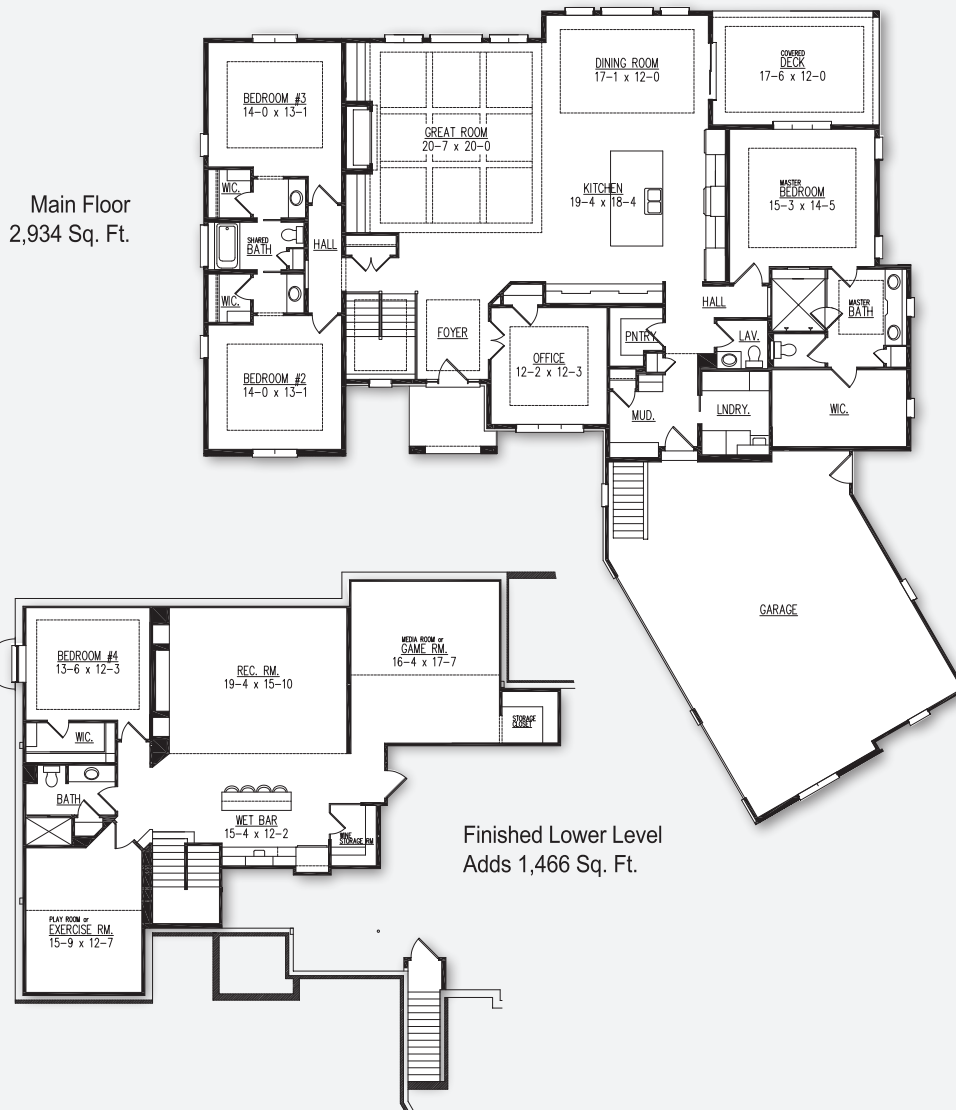 Main Floor
2,934 Sq. Ft.
BEDROOM #3
14-0 x 13-1
GREAT ROOM
20-7 x 20-0
DINING ROOM
17-1 x 12-0
COVERED
DECK
17-6 x 12-0
KITCHEN
19-4 x 18-4
MASTER
BEDROOM
15-3 x 14-5
WIC.
SHARED
BATH
HALL
WIC.
BEDROOM #2
14-0 x 13-1
FOYER
OFFICE
12-2 x 12-3
PNTRY
HALL
LAV.
MASTER
BATH
MUD.
LNDRY.
WIC.
GARAGE
BEDROOM #4
13-6 x 12-3
REC. RM.
19-4 x 15-10
MEDIA ROOM or
GAME RM.
16-4 x 17-7
STORAGE
CLOSET
WIC.
BATH
WET BAR
15-4 x 12-2
WINE
STORAGE RM
PLAY ROOM or
EXERCISE RM.
15-9 x 12-7
Finished Lower Level
Adds 1,466 Sq. Ft.